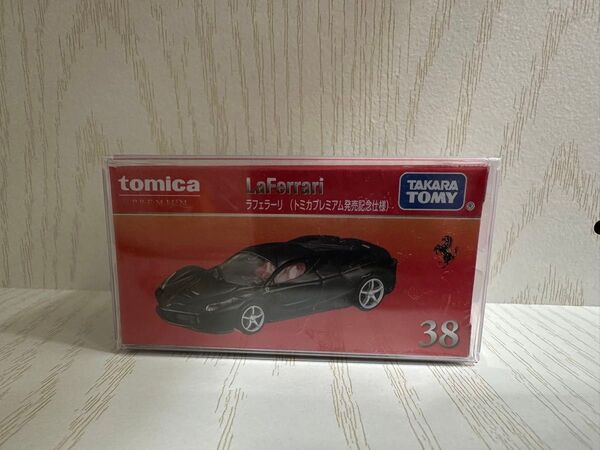 tomica
PREMIUM
LaFerrari
ラフェラーリ (トミカプレミアム発売記念仕様)
TAKARA
TOMY
®
38